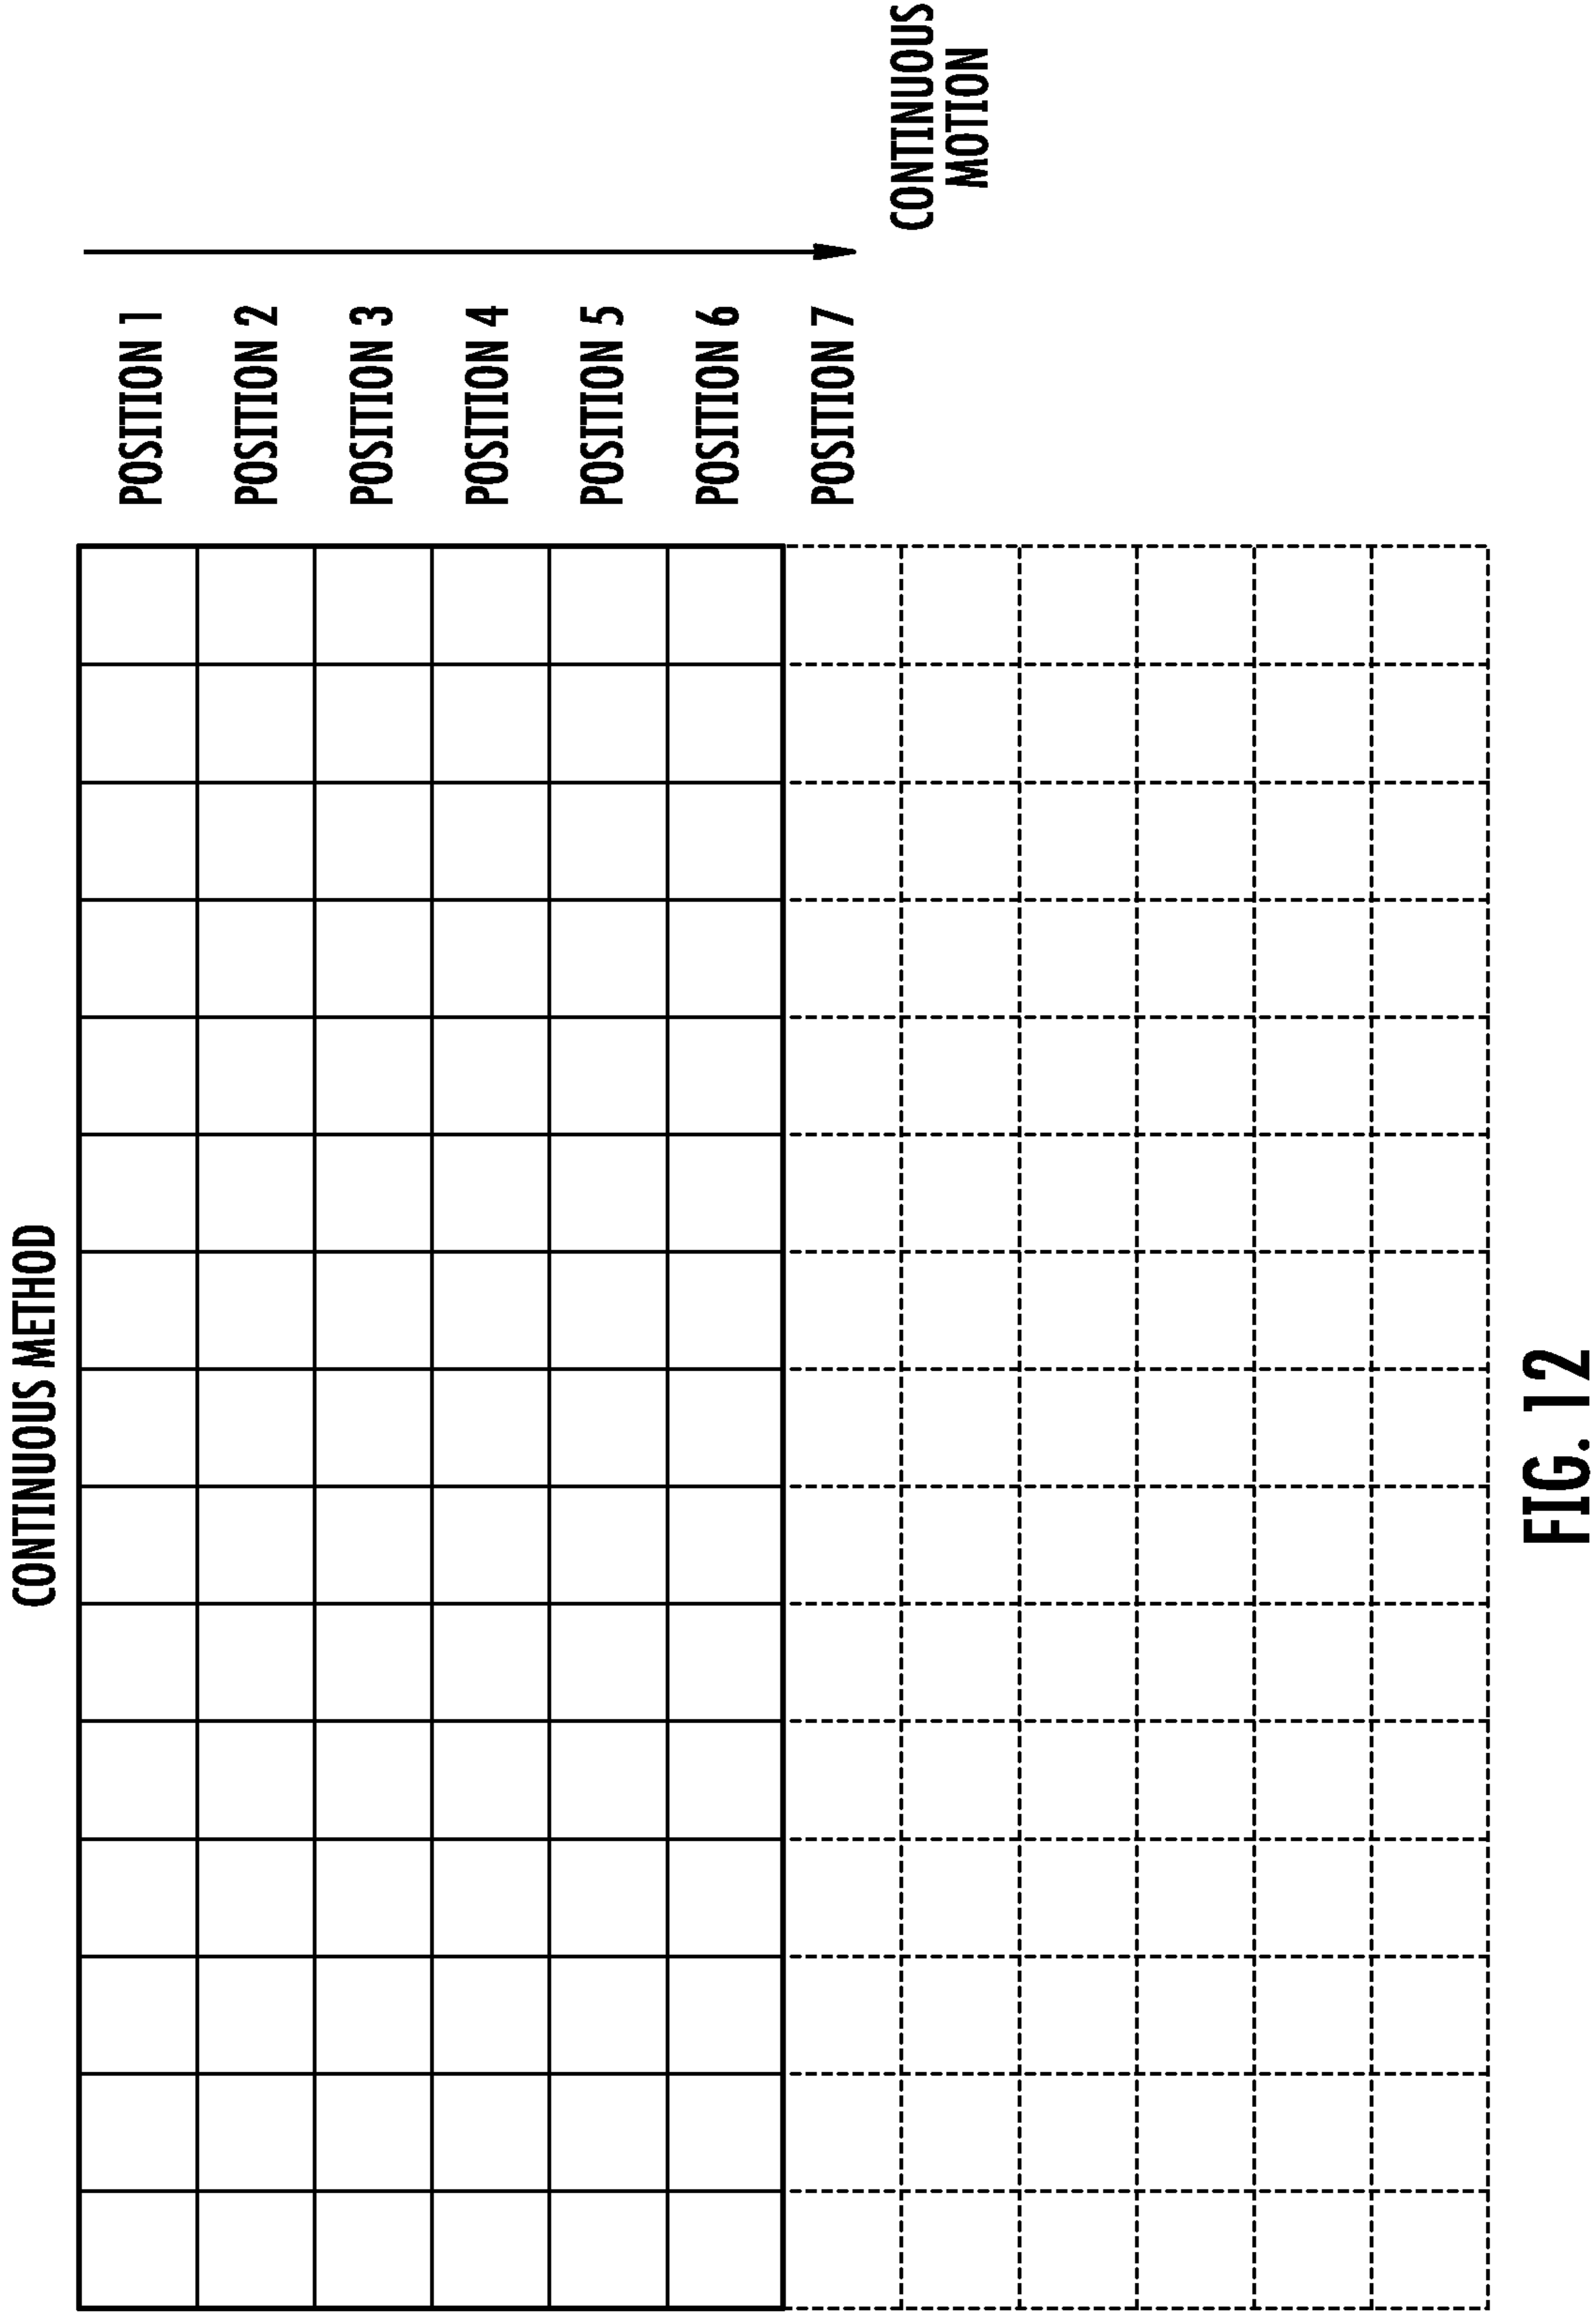 CONTINUOUS METHOD
POSITION 1
POSITION 2
POSITION 3
POSITION 4
POSITION 5
POSITION 6
POSITION 7
CONTINUOUS
MOTION
FIG. 12